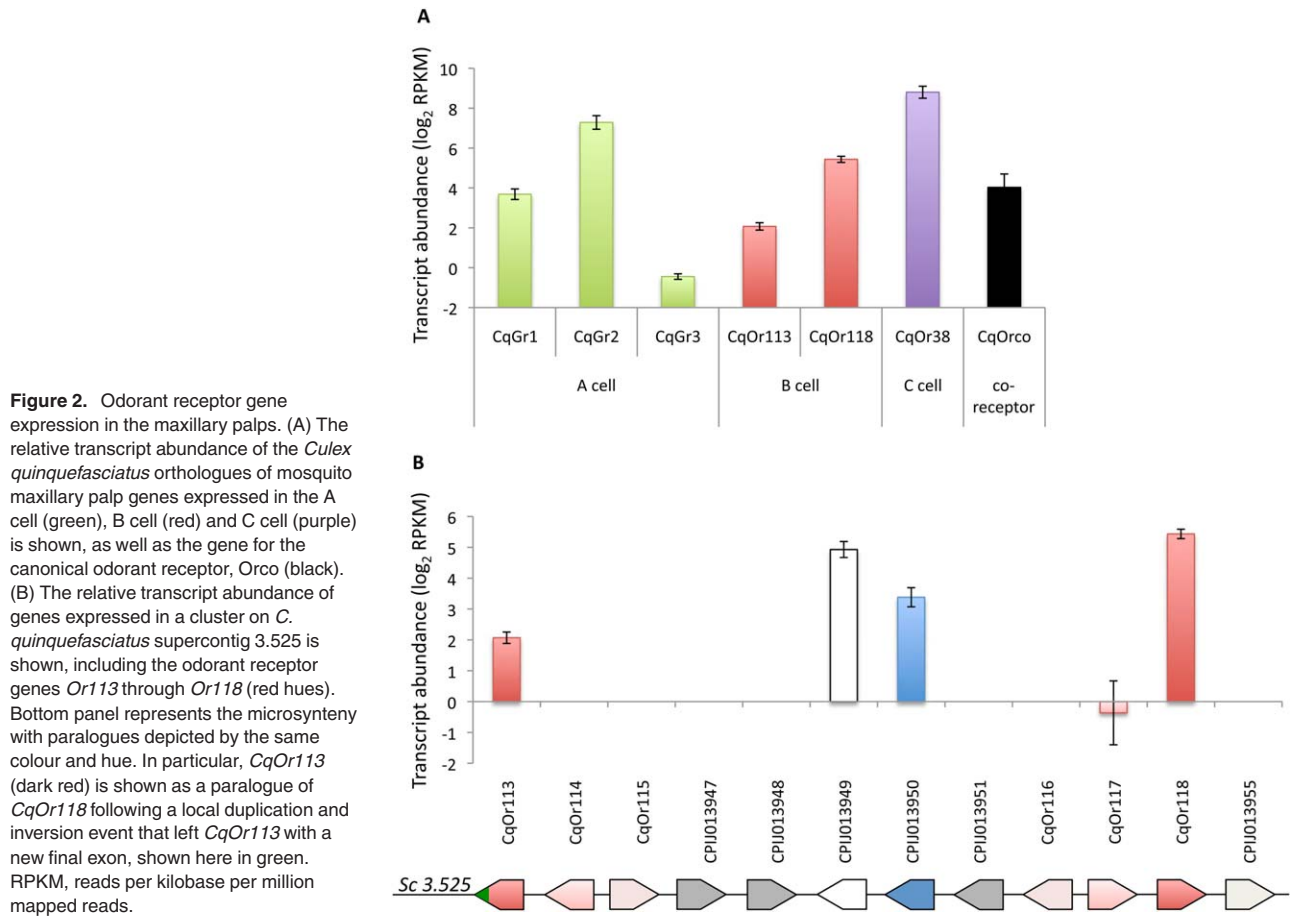 A
Transcript abundance (log2 RPKM)
10
8
6
4
2
0
-2
CqGr1 CqGr2 CqGr3 CqOr113 CqOr118 CqOr38 CqOrco
A cell B cell C cell co-
receptor
Figure 2. Odorant receptor gene
expression in the maxillary palps. (A) The
relative transcript abundance of the Culex
quinquefasciatus orthologues of mosquito
maxillary palp genes expressed in the A
cell (green), B cell (red) and C cell (purple)
is shown, as well as the gene for the
canonical odorant receptor, Orco (black).
(B) The relative transcript abundance of
genes expressed in a cluster on C.
quinquefasciatus supercontig 3.525 is
shown, including the odorant receptor
genes Or113 through Or118 (red hues).
Bottom panel represents the microsynteny
with paralogues depicted by the same
colour and hue. In particular, CqOr113
(dark red) is shown as a paralogue of
CqOr118 following a local duplication and
inversion event that left CqOr113 with a
new final exon, shown here in green.
RPKM, reads per kilobase per million
mapped reads.
B
Transcript abundance (log2 RPKM)
6
5
4
3
2
1
0
-1
-2
CqOr113
CqOr114
CqOr115
CPIJ013947
CPIJ013948
CPIJ013949
CPIJ013950
CPIJ013951
CqOr116
CqOr117
CqOr118
CPIJ013955
Sc 3.525